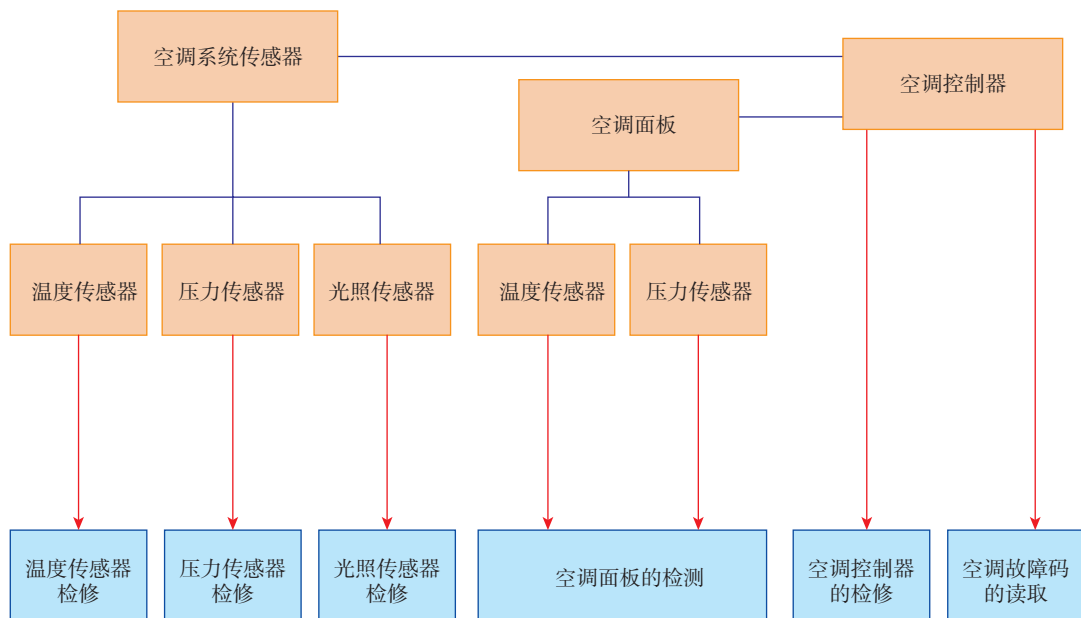 空调系统传感器
空调控制器
空调面板
温度传感器
压力传感器
光照传感器
温度传感器
压力传感器
温度传感器
检修
压力传感器
检修
光照传感器
检修
空调面板的检测
空调控制器
的检修
空调故障码
的读取